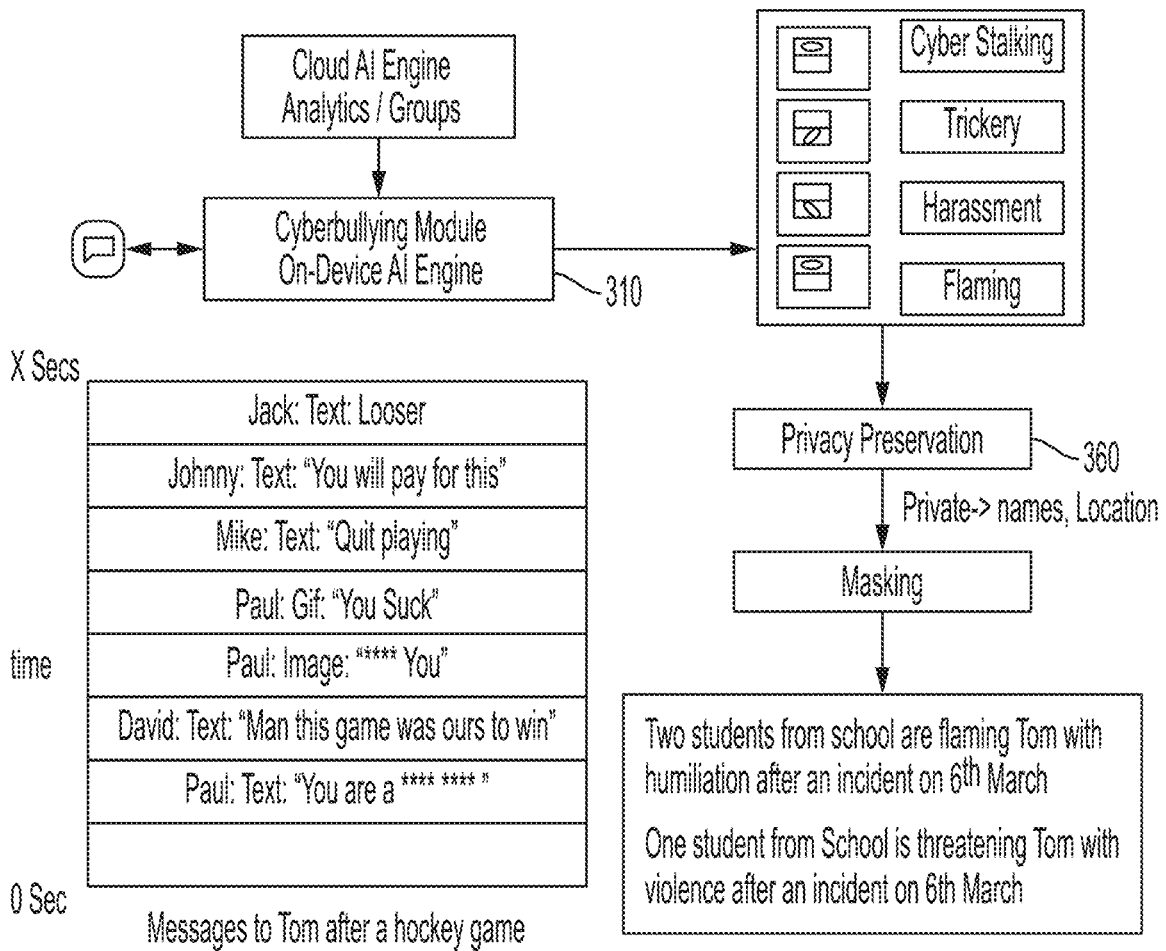 Cloud AI Engine
Analytics / Groups
Cyberbullying Module
On-Device AI Engine
310
Cyber Stalking
Trickery
Harassment
Flaming
Privacy Preservation
360
Private-> names, Location
Masking
Two students from school are flaming Tom with
humiliation after an incident on 6th March
One student from School is threatening Tom with
violence after an incident on 6th March
X Secs
Jack: Text: Looser
Johnny: Text: “You will pay for this”
Mike: Text: “Quit playing”
Paul: Gif: “You Suck”
time
Paul: Image: “**** You”
David: Text: “Man this game was ours to win”
Paul: Text: “You are a **** **** ”
0 Sec
Messages to Tom after a hockey game